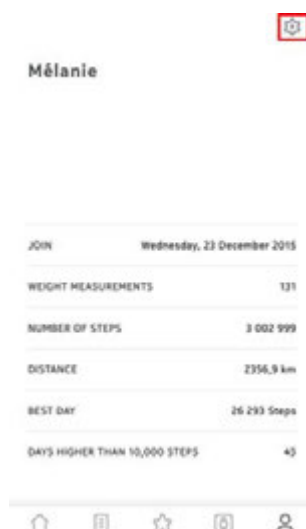 Mélanie
JOIN Wednesday, 23 December 2015
WEIGHT MEASUREMENTS 131
NUMBER OF STEPS 3 002 999
DISTANCE 2356,9 km
BEST DAY 26 293 Steps
DAYS HIGHER THAN 10,000 STEPS 43